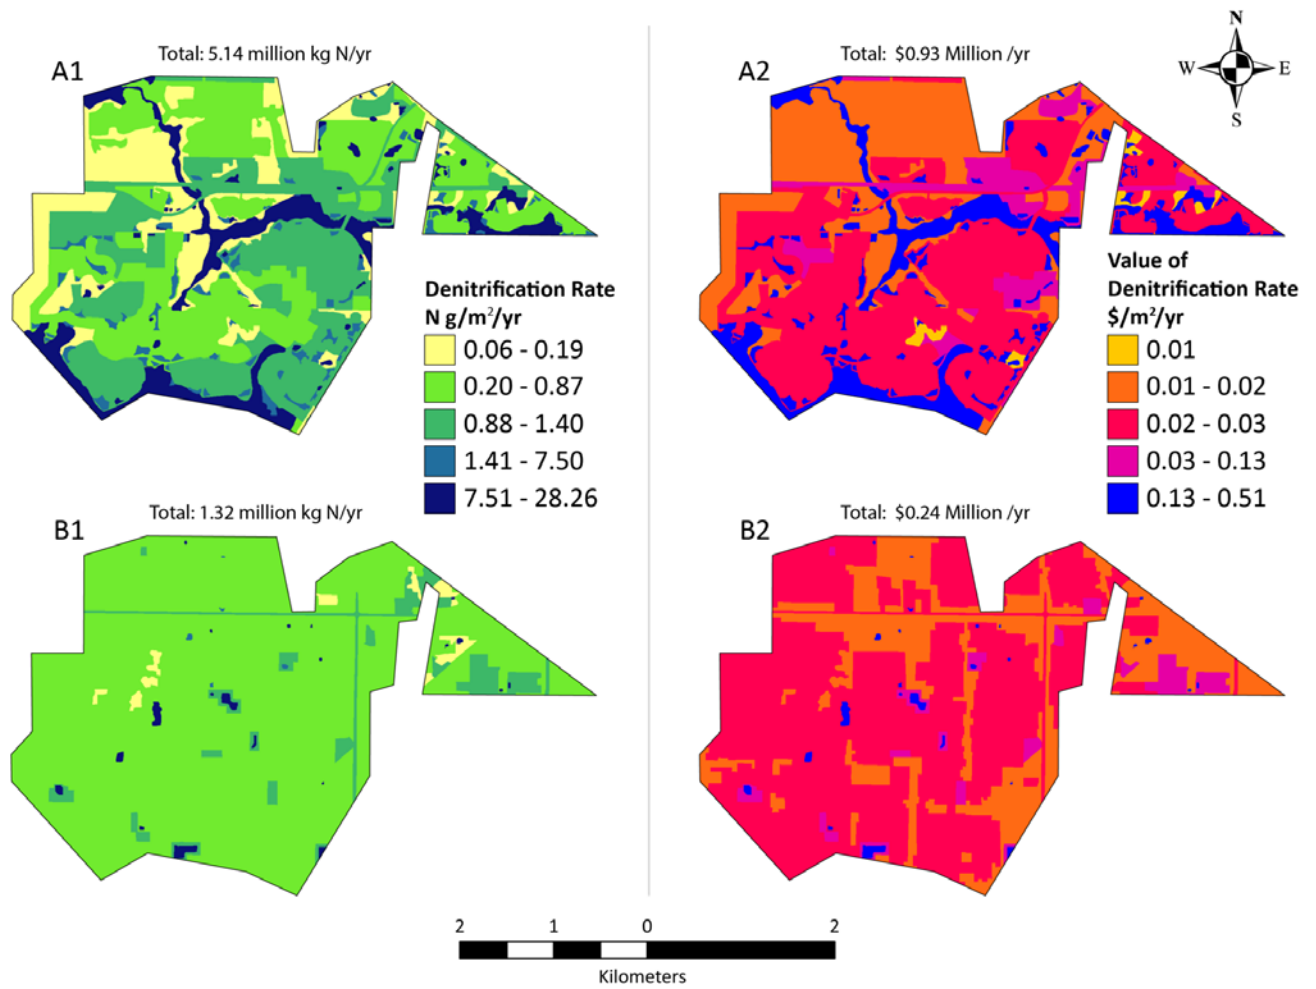 N
W E
S
Total: 5.14 million kg N/yr
A1
Total: $0.93 Million /yr
A2
Denitrification Rate
N g/m²/yr
0.06 - 0.19
0.20 - 0.87
0.88 - 1.40
1.41 - 7.50
7.51 - 28.26
Value of
Denitrification Rate
$/m²/yr
0.01
0.01 - 0.02
0.02 - 0.03
0.03 - 0.13
0.13 - 0.51
Total: 1.32 million kg N/yr
B1
Total: $0.24 Million /yr
B2
2 1 0 2
Kilometers